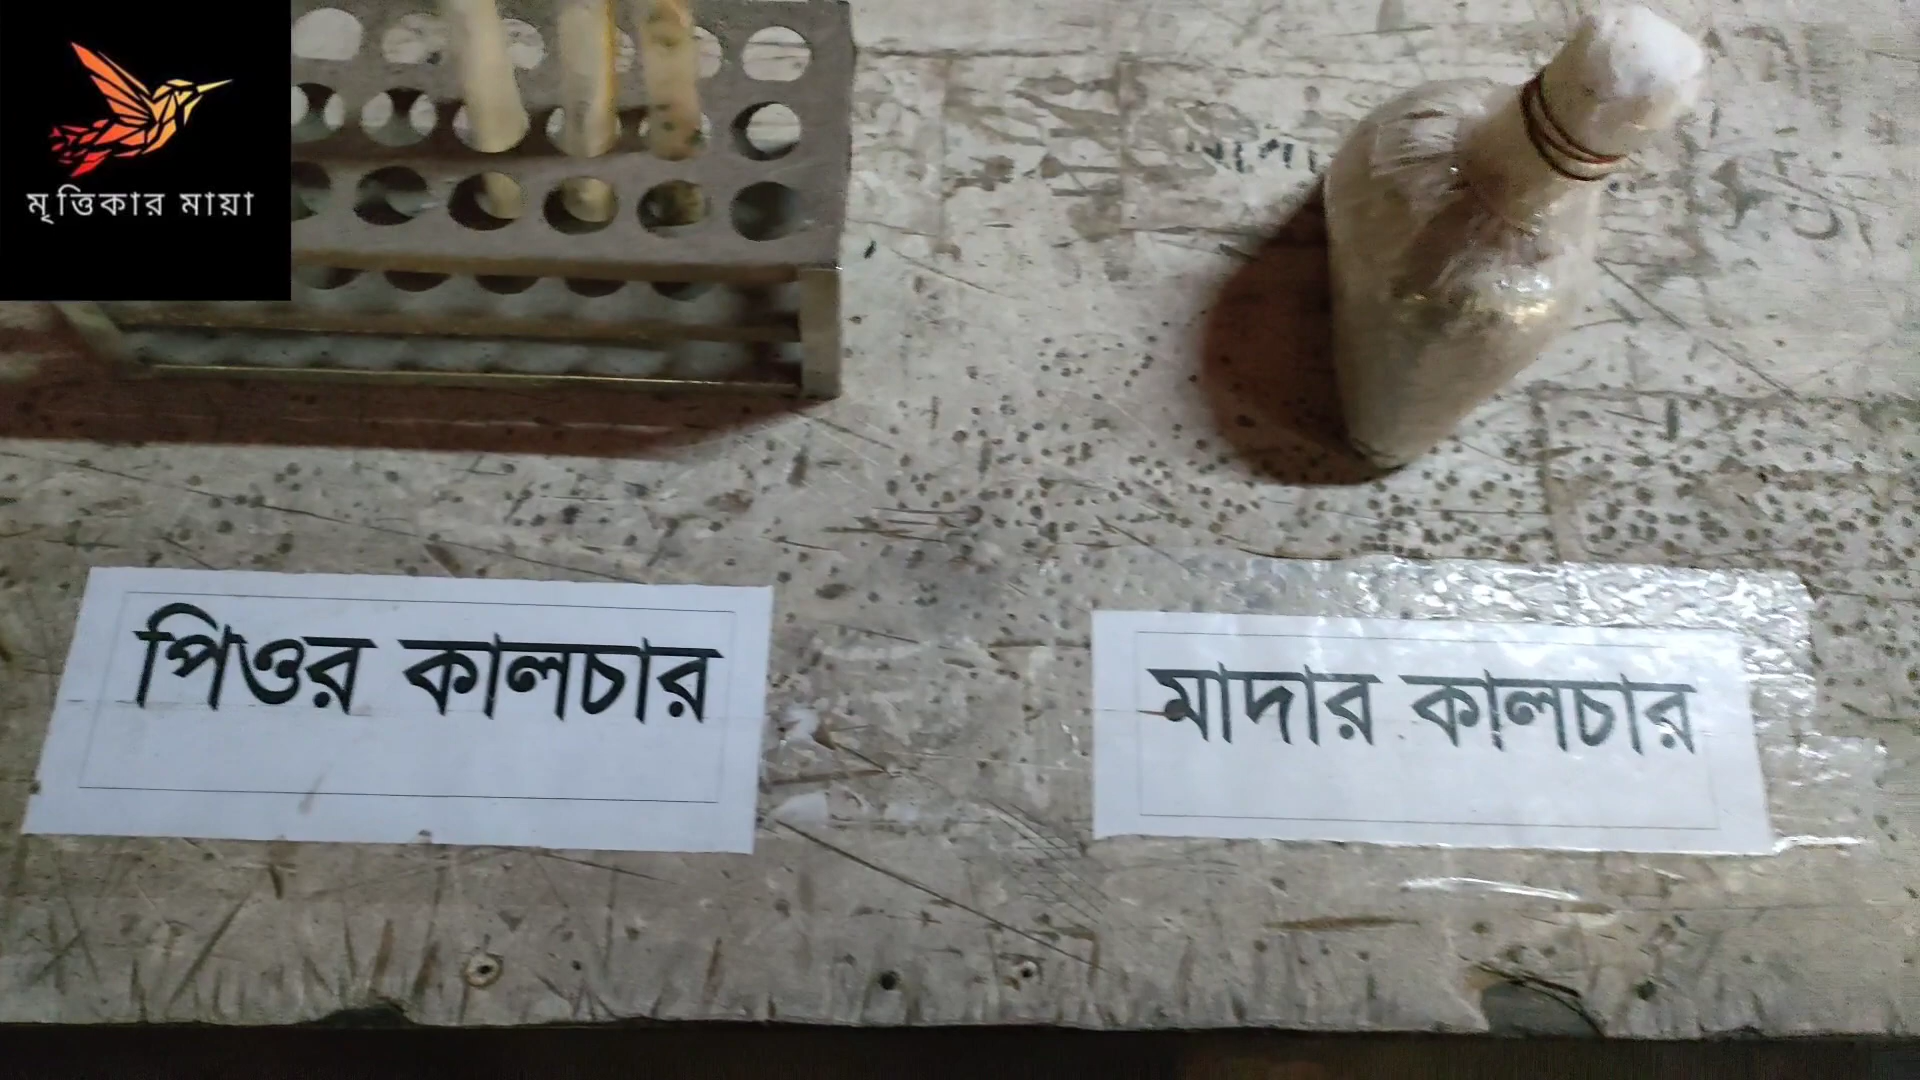 মৃত্তিকার মায়া
পিওর কালচার
মাদার কালচার